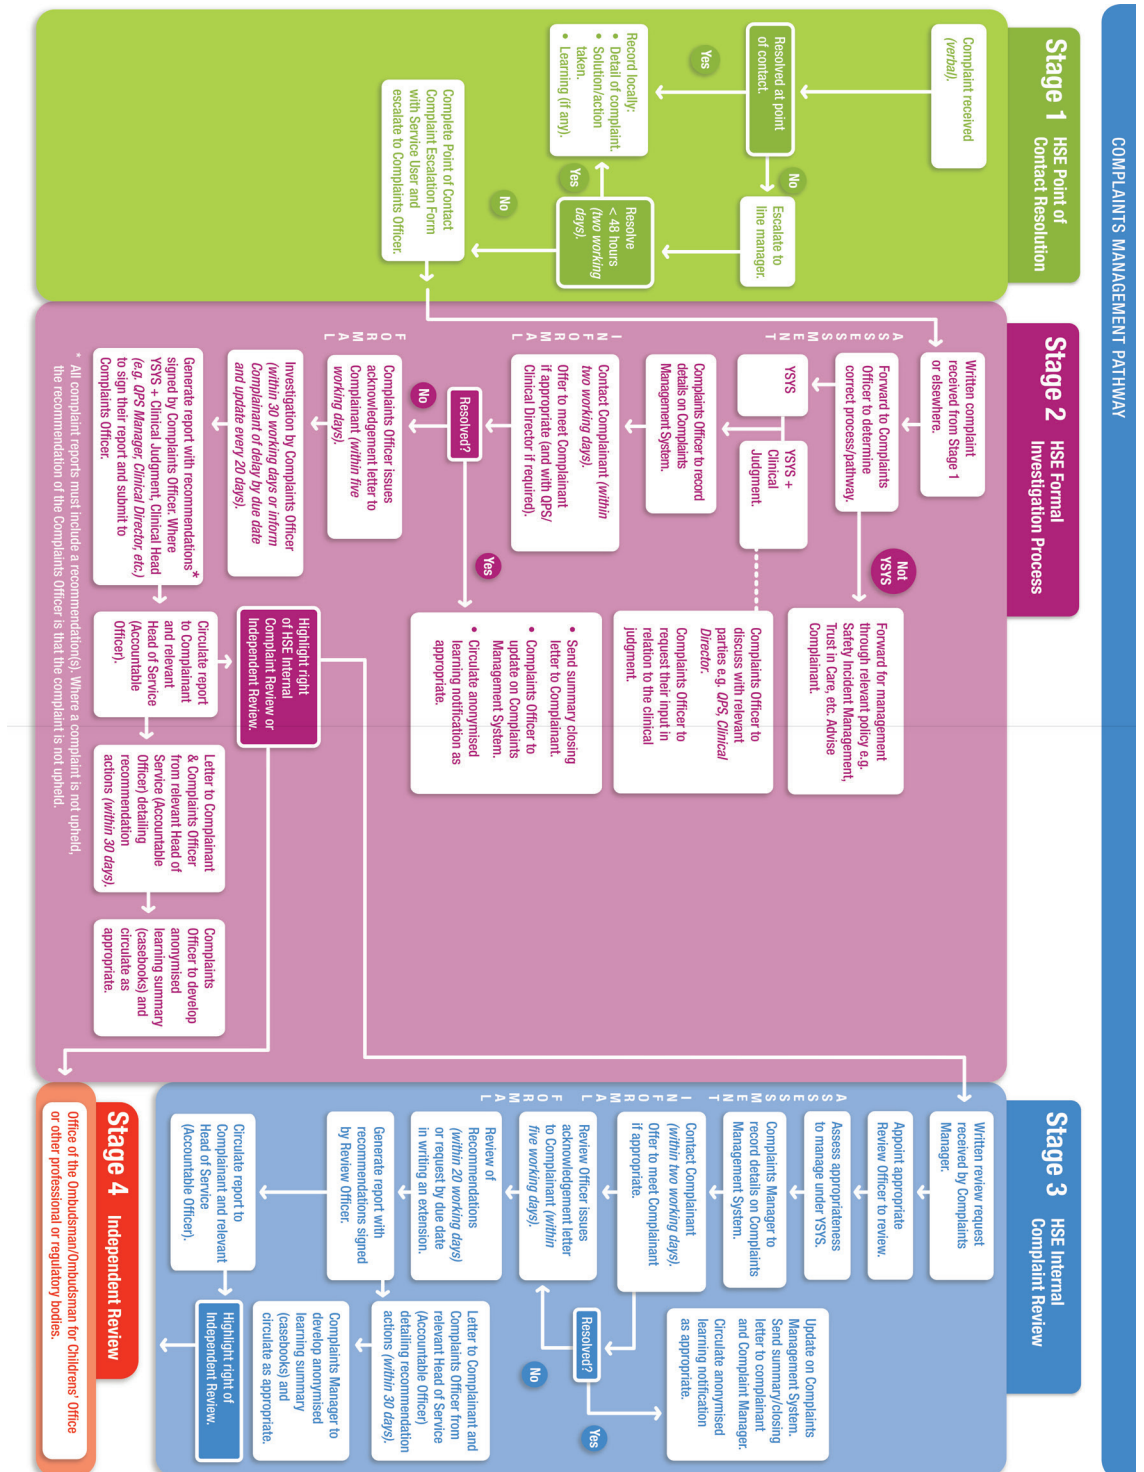 COMPLAINTS MANAGEMENT PATHWAY
Stage 1
HSE Point of
Contact Resolution
Complaint received
(verbal).
Resolved at point
of contact.
Yes
No
Record locally:
• Detail of complaint.
• Solution/action
taken.
• Learning (if any).
Escalate to
line manager.
Resolve
< 48 hours
(two working
days).
Yes
No
Complete Point of Contact
Complaint Escalation Form
with Service User and
escalate to Complaints Officer.
Stage 2
HSE Formal
Investigation Process
ASSESSMENT
INFORMAL
FORMAL
Written complaint
received from Stage 1
or elsewhere.
Forward to Complaints
Officer to determine
correct process/pathway.
Not
YSYS
Forward for management
through relevant policy e.g.
Safety Incident Management,
Trust in Care, etc. Advise
Complainant.
YSYS
YSYS +
Clinical
Judgment.
Complaints Officer to
discuss with relevant
parties e.g. QPS, Clinical
Director.
Complaints Officer to
request their input in
relation to the clinical
judgment.
Complaints Officer to record
details on Complaints
Management System.
Contact Complainant (within
two working days).
Offer to meet Complainant
if appropriate (and with QPS/
Clinical Director if required).
Resolved?
Yes
No
• Send summary closing
letter to Complainant.
• Complaints Officer to
update on Complaints
Management System.
• Circulate anonymised
learning notification as
appropriate.
Complaints Officer issues
acknowledgement letter to
Complainant (within five
working days).
Investigation by Complaints Officer
(within 30 working days or inform
Complainant of delay by due date
and update every 20 days).
Generate report with recommendations *
signed by Complaints Officer. Where
YSYS + Clinical Judgment, Clinical Head
(e.g. QPS Manager, Clinical Director, etc.)
to sign their report and submit to
Complaints Officer.
Circulate report
to Complainant
and relevant
Head of Service
(Accountable
Officer).
Highlight right
of HSE Internal
Complaint Review or
Independent Review.
Letter to Complainant
& Complaints Officer
from relevant Head of
Service (Accountable
Officer) detailing
recommendation
actions (within 30 days).
Complaints
Officer to develop
anonymised
learning summary
(casebooks) and
circulate as
appropriate.
* All complaint reports must include a recommendation(s). Where a complaint is not upheld,
the recommendation of the Complaints Officer is that the complaint is not upheld.
Stage 3
HSE Internal
Complaint Review
ASSESSMENT
INFORMAL
FORMAL
Written review request
received by Complaints
Manager.
Appoint appropriate
Review Officer to review.
Assess appropriateness
to manage under YSYS.
Complaints Manager to
record details on Complaints
Management System.
Contact Complainant
(within two working days).
Offer to meet Complainant
if appropriate.
Resolved?
Yes
No
Update on Complaints
Management System.
Send summary/closing
letter to complainant
and Complaint Manager.
Circulate anonymised
learning notification
as appropriate.
Review Officer issues
acknowledgement letter
to Complainant (within
five working days).
Review of
Recommendations
(within 20 working days)
or request by due date
in writing an extension.
Generate report with
recommendations signed
by Review Officer.
Letter to Complainant and
Complaints Officer from
relevant Head of Service
(Accountable Officer)
detailing recommendation
actions (within 30 days).
Complaints Manager to
develop anonymised
learning summary
(casebooks) and
circulate as appropriate.
Circulate report to
Complainant and relevant
Head of Service
(Accountable Officer).
Highlight right of
Independent Review.
Stage 4
Independent Review
Office of the Ombudsman/Ombudsman for Childrens' Office
or other professional or regulatory bodies.